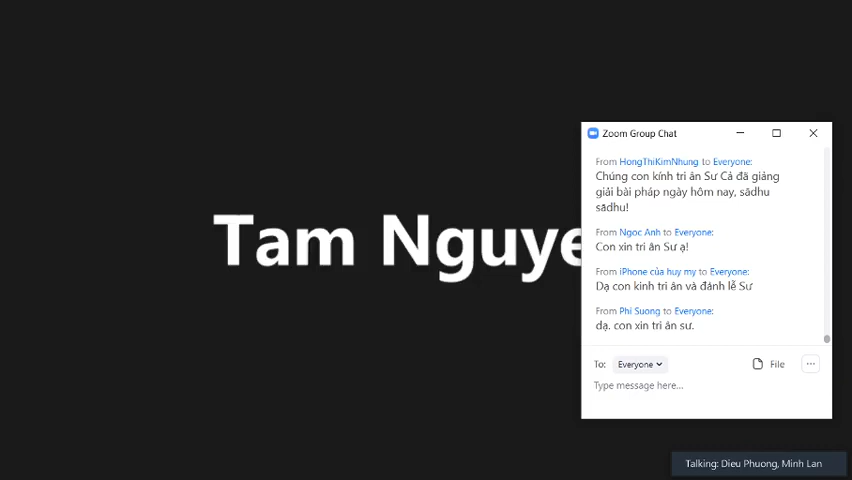 Tam Nguye
Zoom Group Chat
From HongThiKimNhung to Everyone:
Chúng con kính tri ân Sư Cả đã giảng
giải bài pháp ngày hôm nay, sādhu
sādhu!
From Ngoc Anh to Everyone:
Con xin tri ân Sư ạ!
From iPhone của huy my to Everyone:
Dạ con kinh tri ân và đảnh lễ Sư
From Phi Suong to Everyone:
dạ. con xin tri ân sư.
To: Everyone
File
Type message here...
Talking: Dieu Phuong, Minh Lan